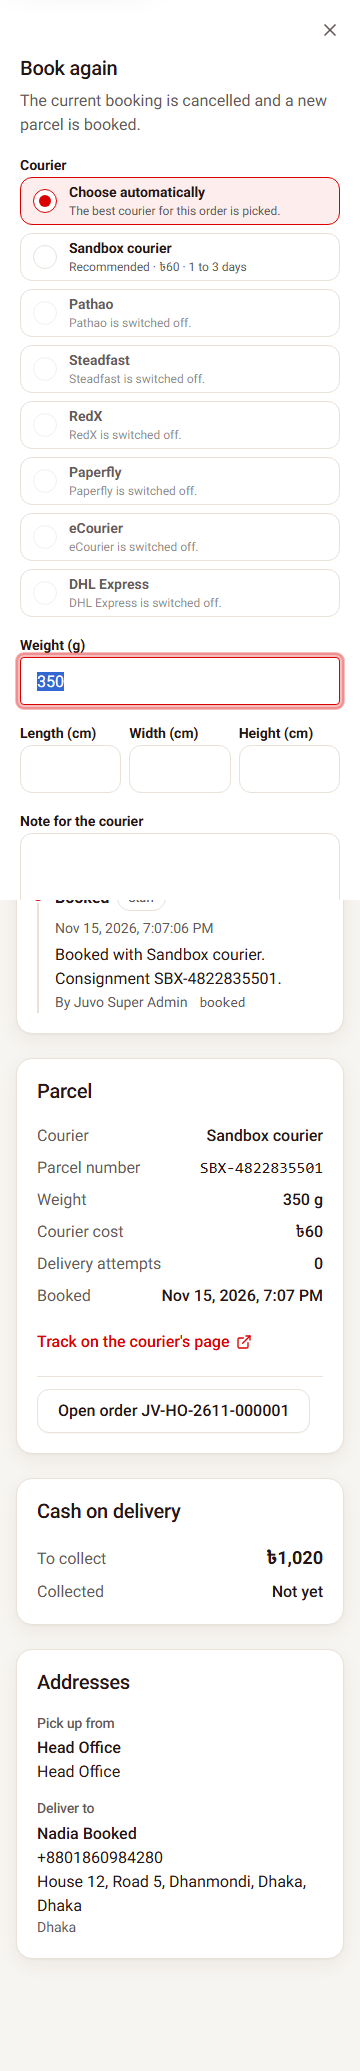 Book again
The current booking is cancelled and a new
parcel is booked.
Courier
Choose automatically
The best courier for this order is picked.
Sandbox courier
Recommended · ৳60 · 1 to 3 days
Pathao
Pathao is switched off.
Steadfast
Steadfast is switched off.
RedX
RedX is switched off.
Paperfly
Paperfly is switched off.
eCourier
eCourier is switched off.
DHL Express
DHL Express is switched off.
Weight (g)
350
Length (cm) Width (cm) Height (cm)
Note for the courier
Booked Staff
Nov 15, 2026, 7:07:06 PM
Booked with Sandbox courier.
Consignment SBX-4822835501.
By Juvo Super Admin booked
Parcel
Courier Sandbox courier
Parcel number SBX-4822835501
Weight 350 g
Courier cost ৳60
Delivery attempts 0
Booked Nov 15, 2026, 7:07 PM
Track on the courier's page
Open order JV-HO-2611-000001
Cash on delivery
To collect ৳1,020
Collected Not yet
Addresses
Pick up from
Head Office
Head Office
Deliver to
Nadia Booked
+8801860984280
House 12, Road 5, Dhanmondi, Dhaka,
Dhaka
Dhaka